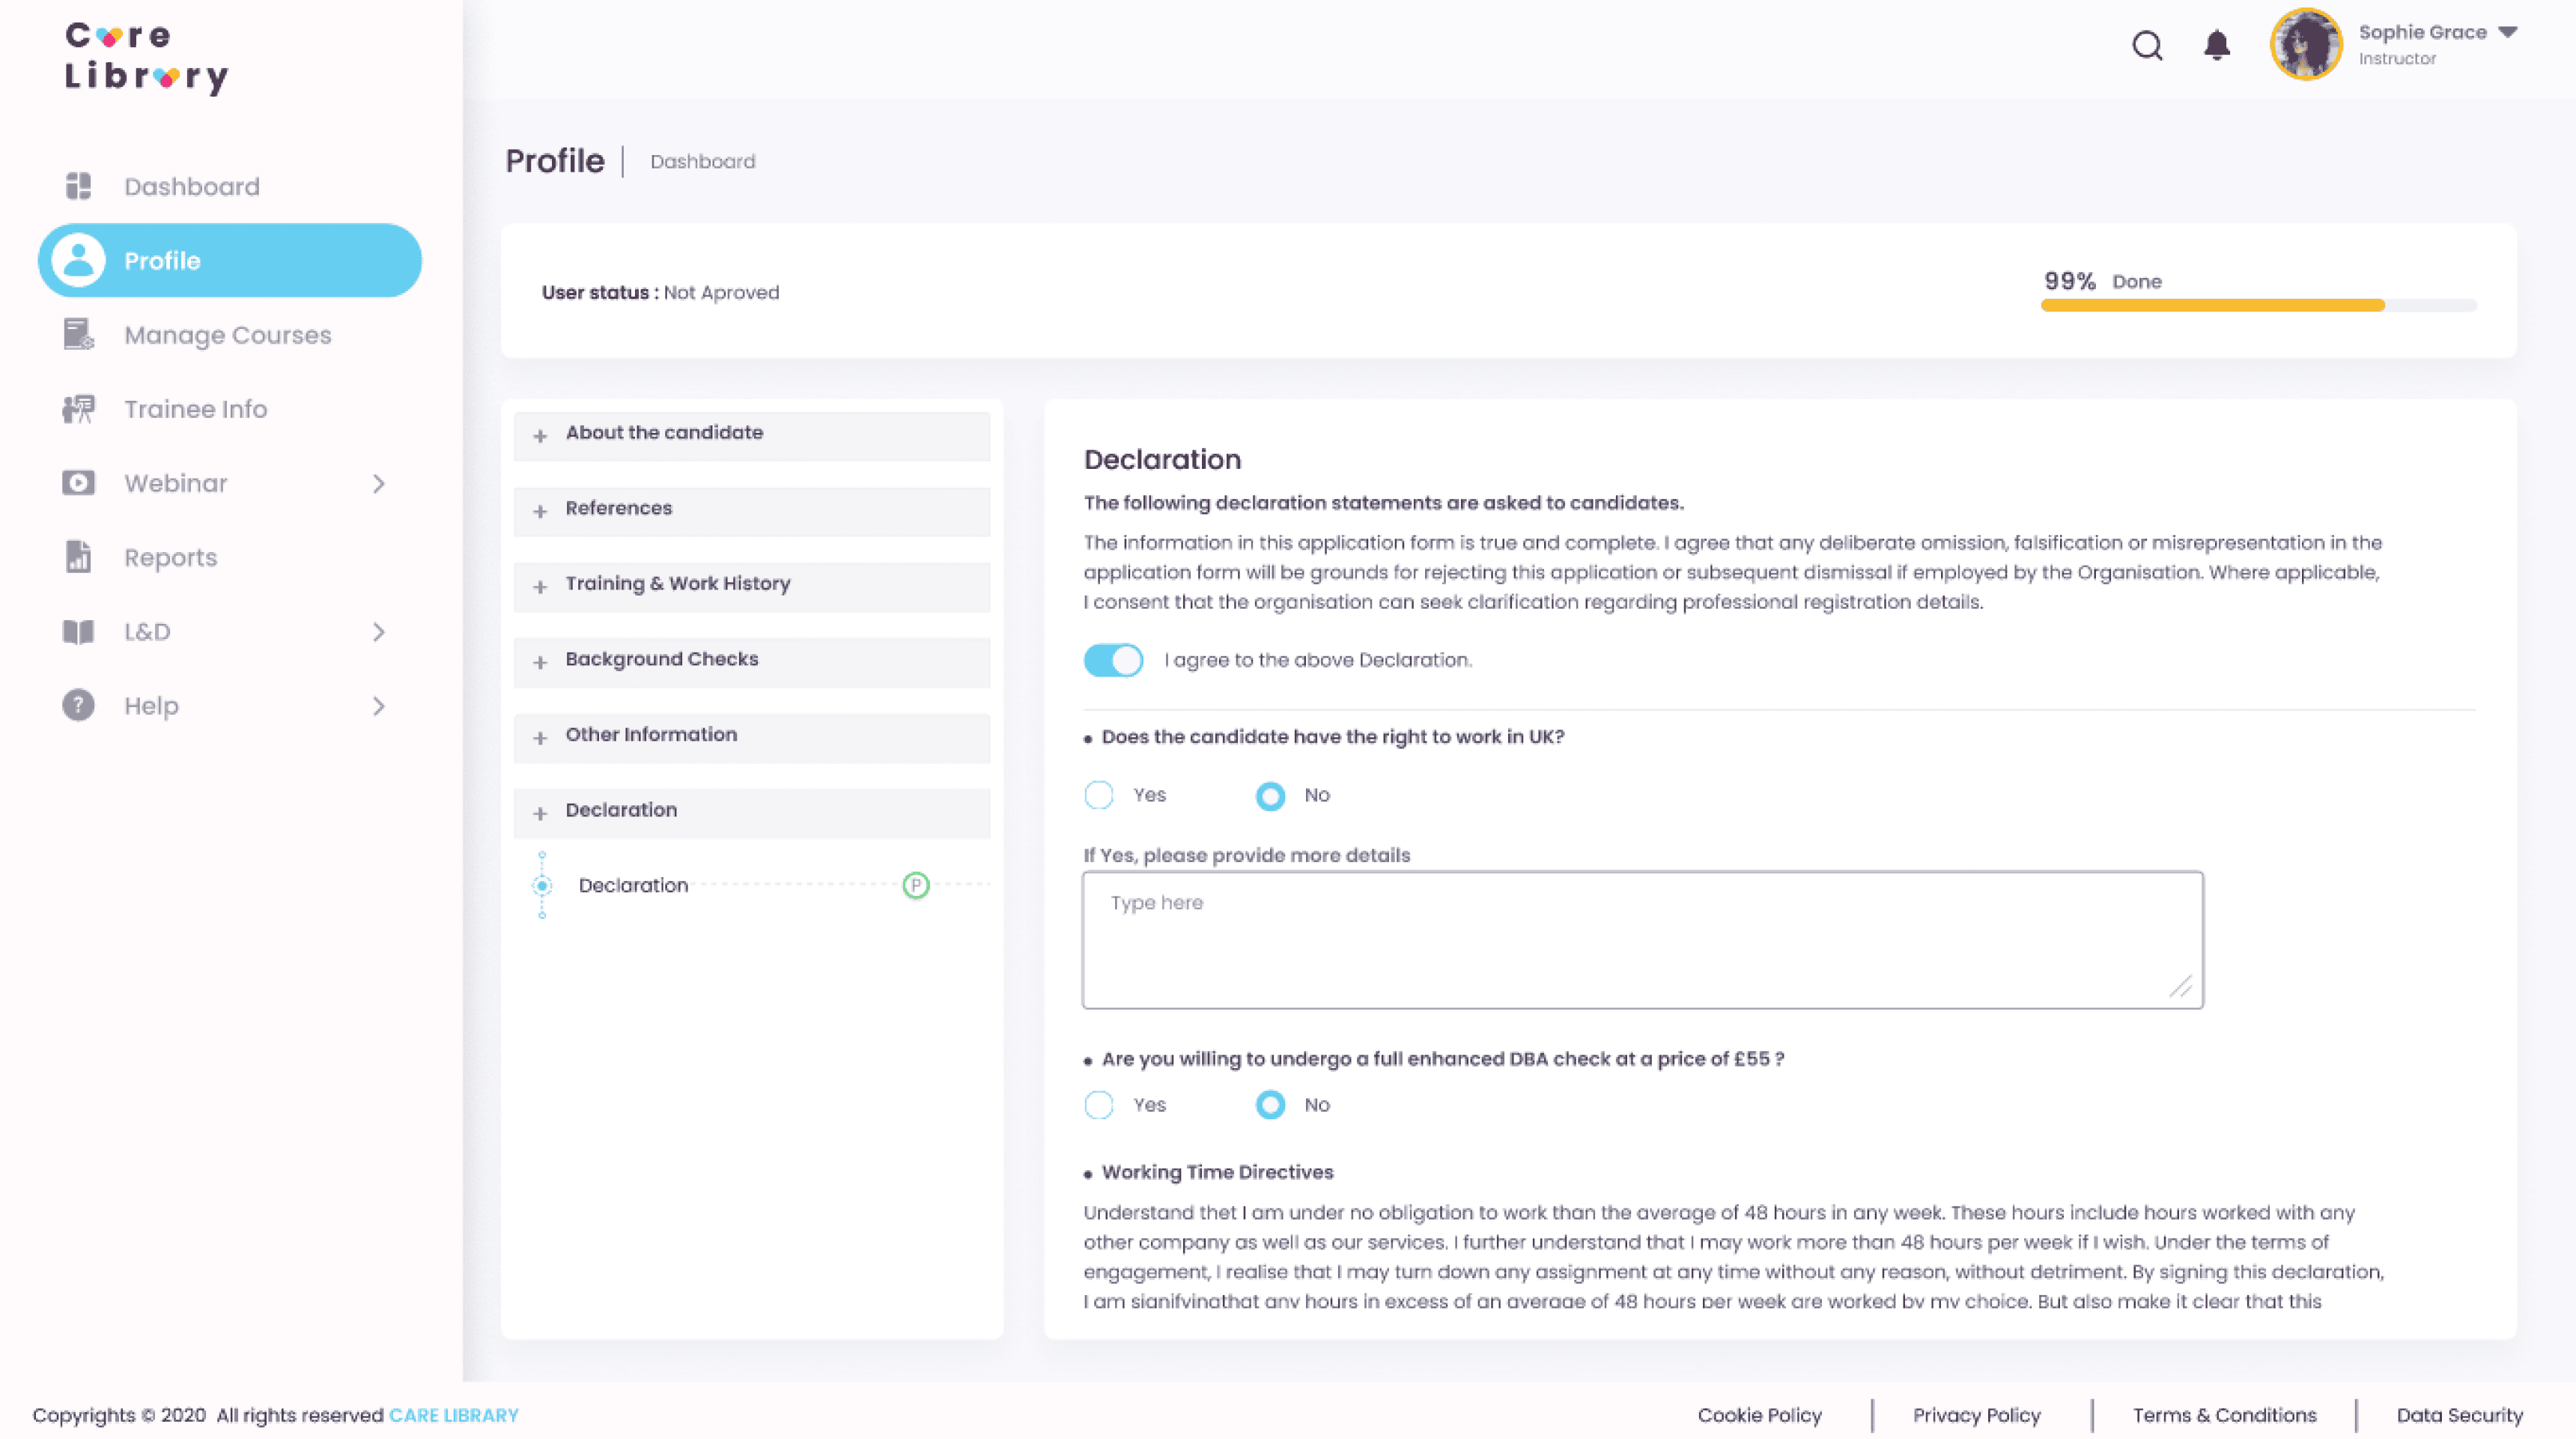 Care
Library
Sophie Grace
Instructor
Profile
Dashboard
Dashboard
Profile
Manage Courses
Trainee Info
Webinar
Reports
L&D
Help
User status : Not Aproved
99% Done
About the candidate
References
Training & Work History
Background Checks
Other Information
Declaration
Declaration
P
Declaration
The following declaration statements are asked to candidates.
The information in this application form is true and complete. I agree that any deliberate omission, falsification or misrepresentation in the
application form will be grounds for rejecting this application or subsequent dismissal if employed by the Organisation. Where applicable,
I consent that the organisation can seek clarification regarding professional registration details.
I agree to the above Declaration.
• Does the candidate have the right to work in UK?
Yes No
If Yes, please provide more details
Type here
• Are you willing to undergo a full enhanced DBA check at a price of £55 ?
Yes No
• Working Time Directives
Understand thet I am under no obligation to work than the average of 48 hours in any week. These hours include hours worked with any
other company as well as our services. I further understand that I may work more than 48 hours per week if I wish. Under the terms of
engagement, I realise that I may turn down any assignment at any time without any reason, without detriment. By signing this declaration,
I am signifyingthat any hours in excess of an average of 48 hours per week are worked by my choice. But also make it clear that this
Copyrights © 2020 All rights reserved CARE LIBRARY
Cookie Policy
Privacy Policy
Terms & Conditions
Data Security